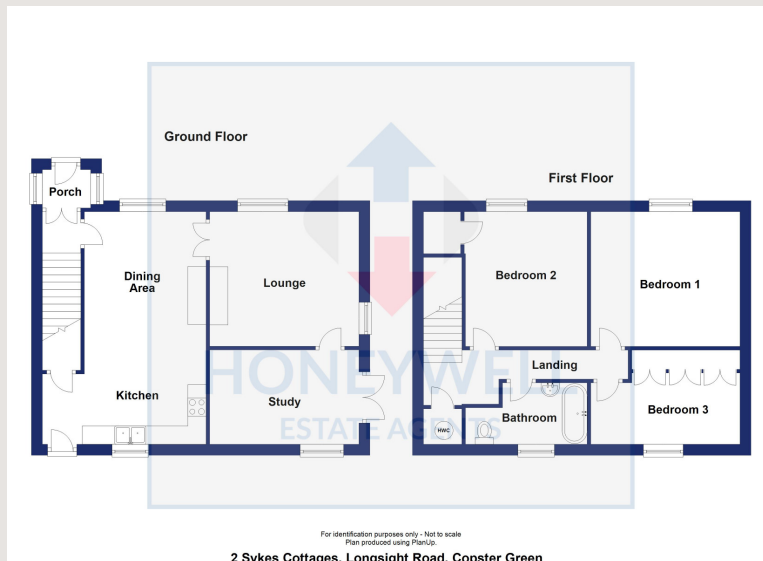 Ground Floor
First Floor
Porch
Dining
Area
Lounge
Kitchen
Study
Bedroom 2
Bedroom 1
Landing
Bathroom
Bedroom 3
HWC
HONEYWELL
ESTATE AGENTS
For identification purposes only - Not to scale
Plan produced using PlanUp.
2 Sykes Cottages, Longsight Road, Copster Green